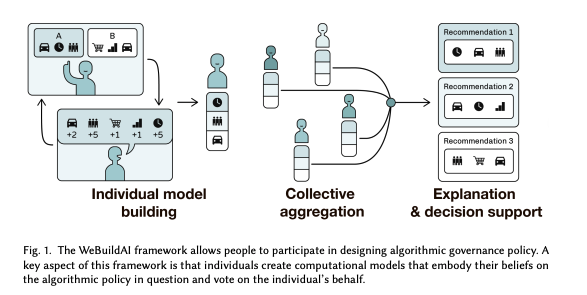 A
B
+2 +5 +1 +1 +5
Recommendation 1
Recommendation 2
Recommendation 3
Individual model
building
Collective
aggregation
Explanation
& decision support
Fig. 1. The WeBuildAI framework allows people to participate in designing algorithmic governance policy. A
key aspect of this framework is that individuals create computational models that embody their beliefs on
the algorithmic policy in question and vote on the individual's behalf.